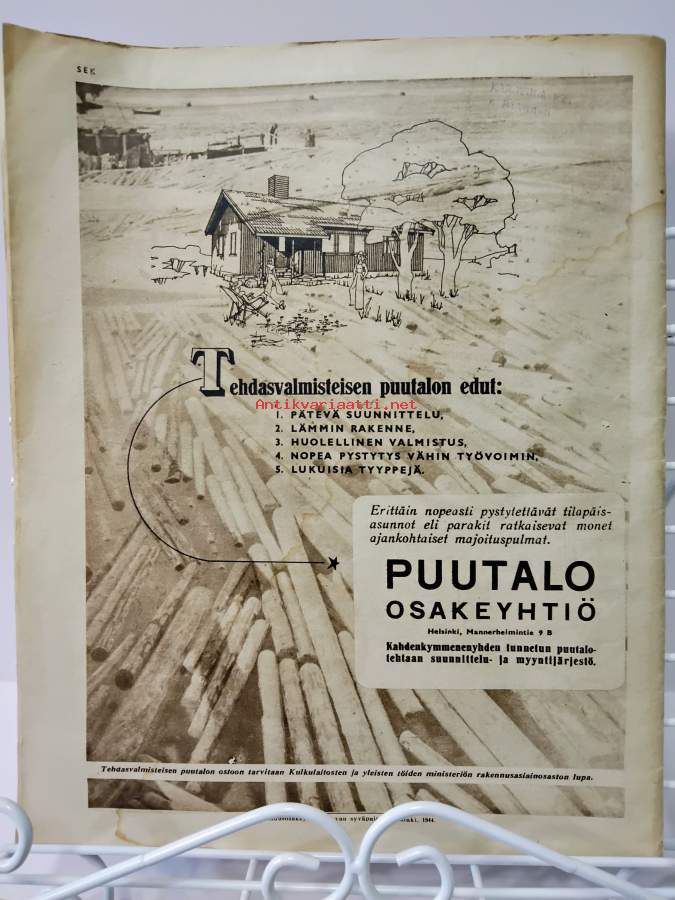 SEK
Tehdasvalmisteisen puutalon edut:
Antikvariaatti.net
1. PÄTEVÄ SUUNNITTELU,
2. LÄMMIN RAKENNE,
3. HUOLELLINEN VALMISTUS,
4. NOPEA PYSTYTYS VÄHIN TYÖVOIMIN,
5. LUKUISIA TYYPPEJÄ.
Erittäin nopeasti pystytettävät tilapäis-
asunnot eli parakit ratkaisevat monet
ajankohtaiset majoituspulmat.
PUUTALO
OSAKEYHTIÖ
Helsinki, Mannerheimintie 9 B
Kahdenkymmenenyhden tunnetun puutalo-
tehtaan suunnittelu- ja myyntijärjestö.
Tehdasvalmisteisen puutalon ostoon tarvitaan Kulkulaitosten ja yleisten töiden ministeriön rakennusasiainosaston lupa.
1944.